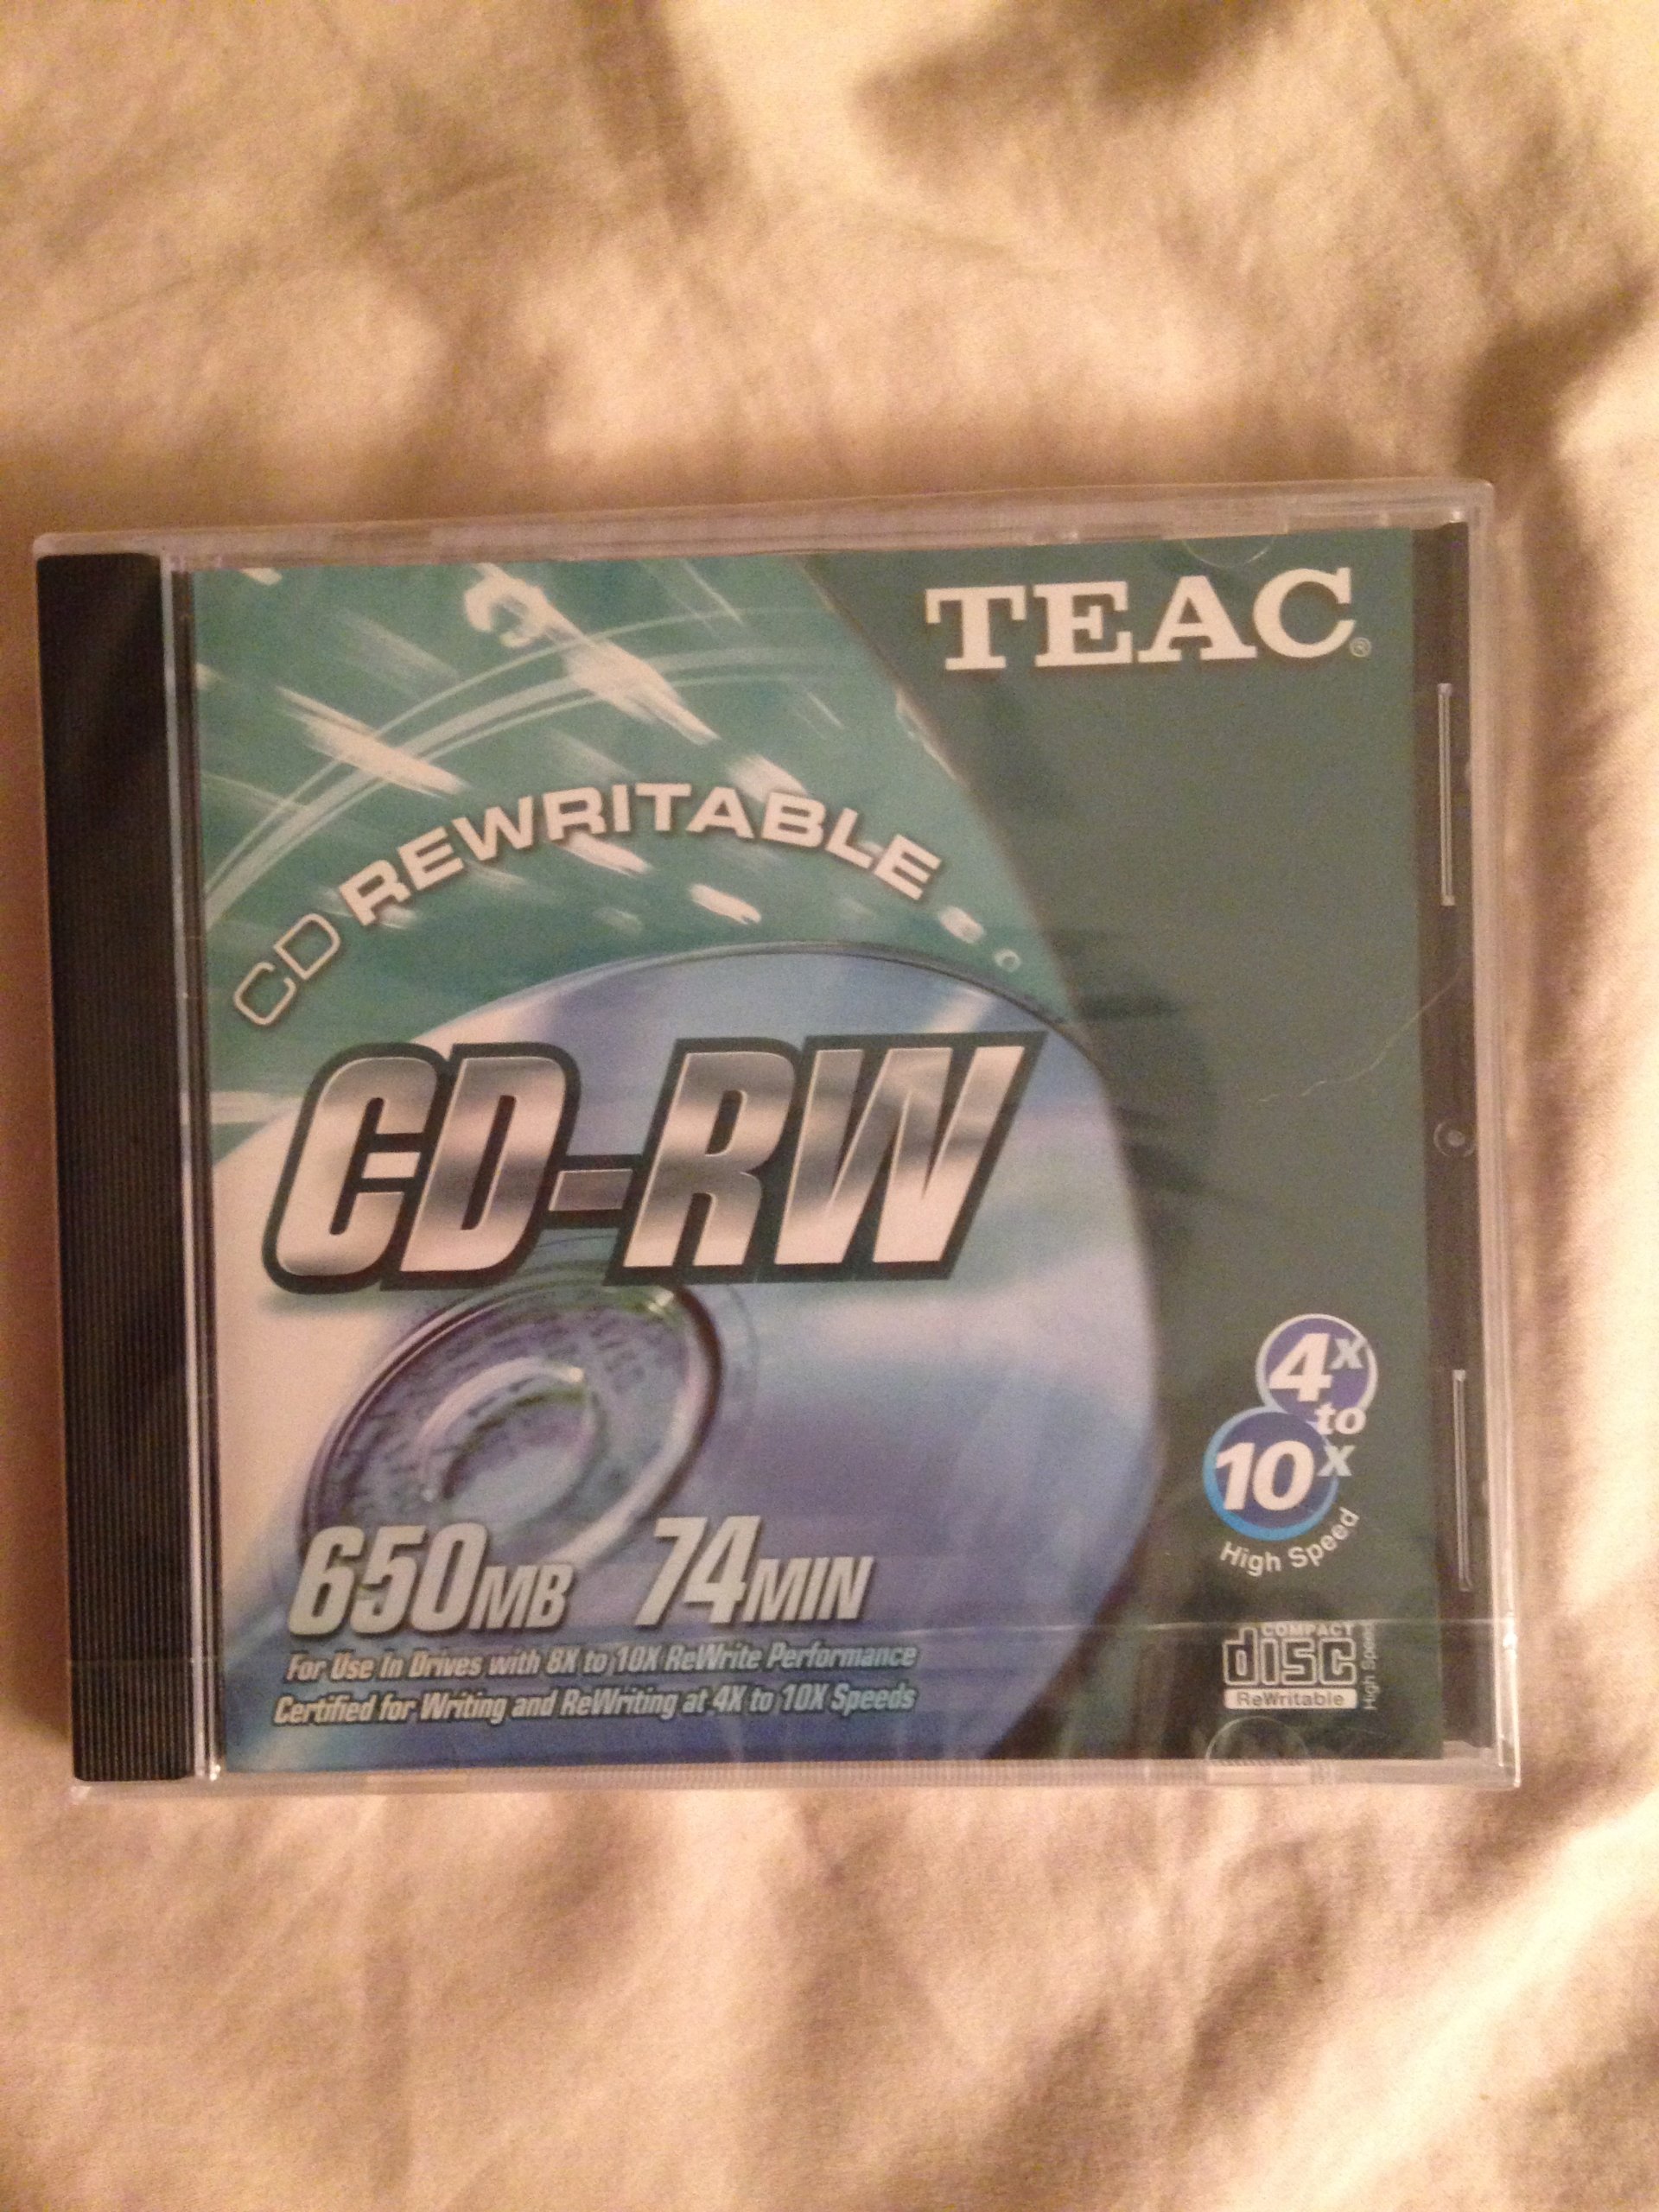 TEAC®
CD REWRITABLE
CD-RW
4x
to
10x
High Speed
650MB 74MIN
For Use In Drives with 8X to 10X ReWrite Performance
Certified for Writing and ReWriting at 4X to 10X Speeds
COMPACT
disc
ReWritable
High Speed